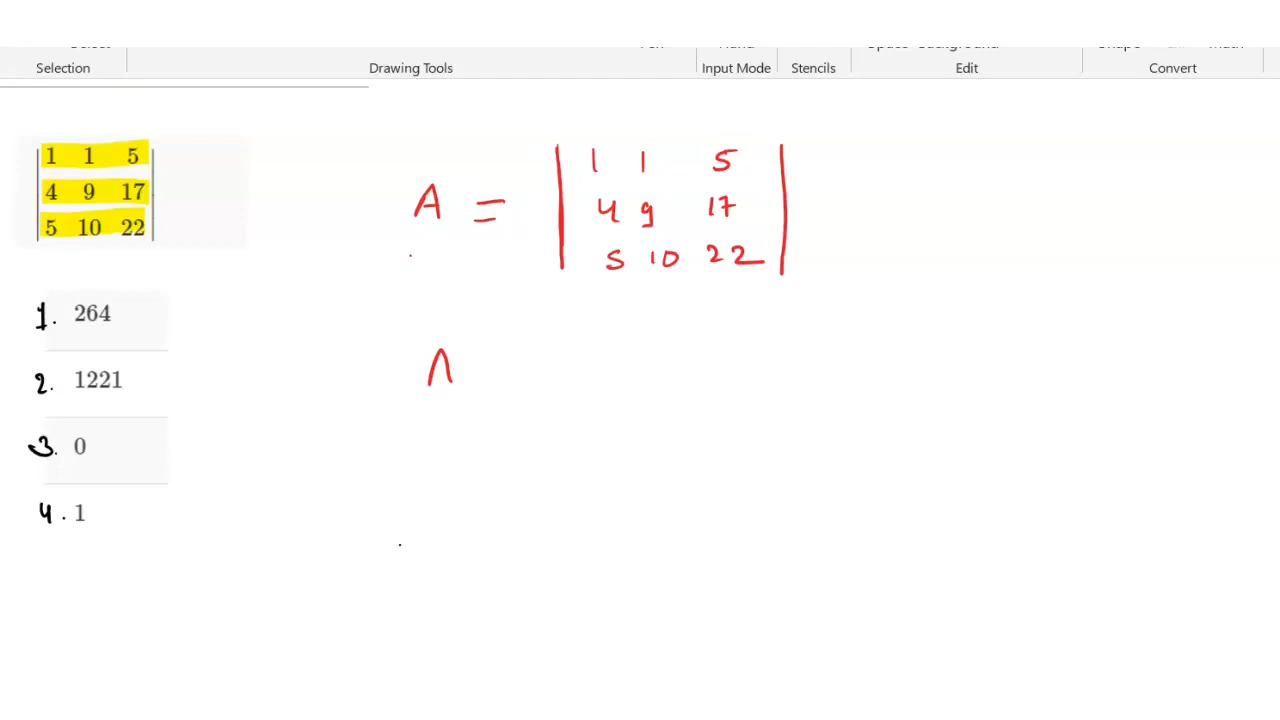 Selection Drawing Tools Input Mode Stencils Edit Convert
1 1 5
4 9 17
5 10 22
A = 1 1 5
4 9 17
5 10 22
1. 264
2. 1221
3. 0
4. 1